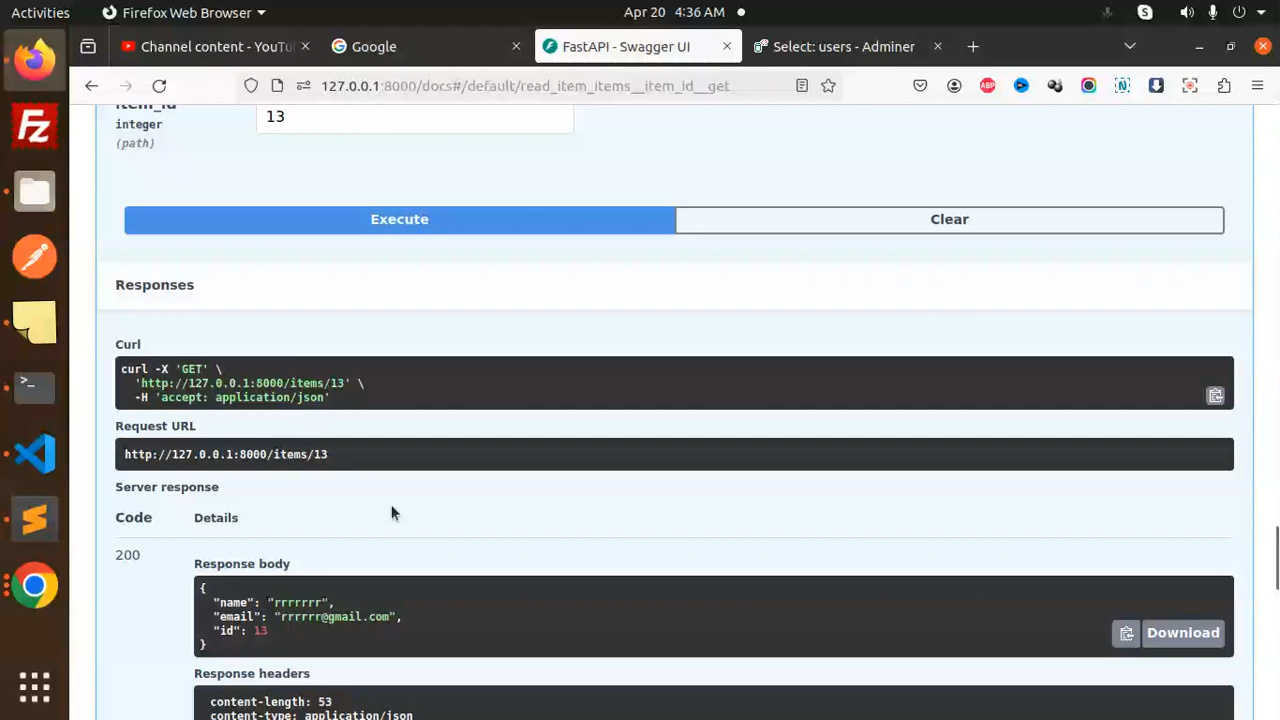 Activities
Firefox Web Browser
Apr 20 4:36 AM
Channel content - YouTu
Google
FastAPI - Swagger UI
Select: users - Adminer
127.0.0.1:8000/docs#/default/read_item_items__item_id__get
item_id
integer
(path)
13
Execute
Clear
Responses
Curl
curl -X 'GET' \
'http://127.0.0.1:8000/items/13' \
-H 'accept: application/json'
Request URL
http://127.0.0.1:8000/items/13
Server response
Code Details
200
Response body
{
"name": "rrrrrrr",
"email": "rrrrrr@gmail.com",
"id": 13
}
Download
Response headers
content-length: 53
content-type: application/json